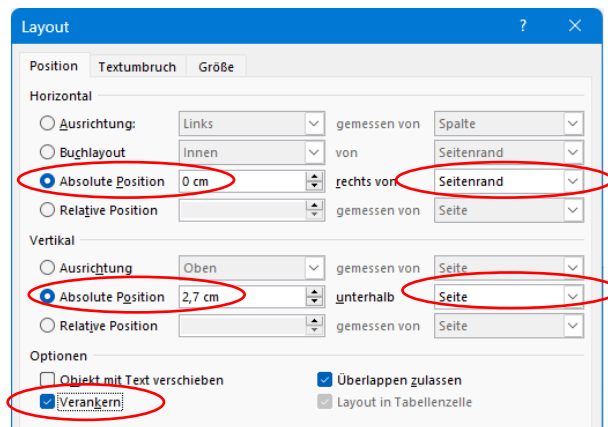 Layout ?
Position Textumbruch Größe
Horizontal
Ausrichtung: Links gemessen von Spalte
Buchlayout Innen von Seitenrand
Absolute Position 0 cm rechts von Seitenrand
Relative Position gemessen von Seite
Vertikal
Ausrichtung Oben gemessen von Seite
Absolute Position 2,7 cm unterhalb Seite
Relative Position gemessen von Seite
Optionen
Objekt mit Text verschieben Überlappen zulassen
Verankern Layout in Tabellenzelle